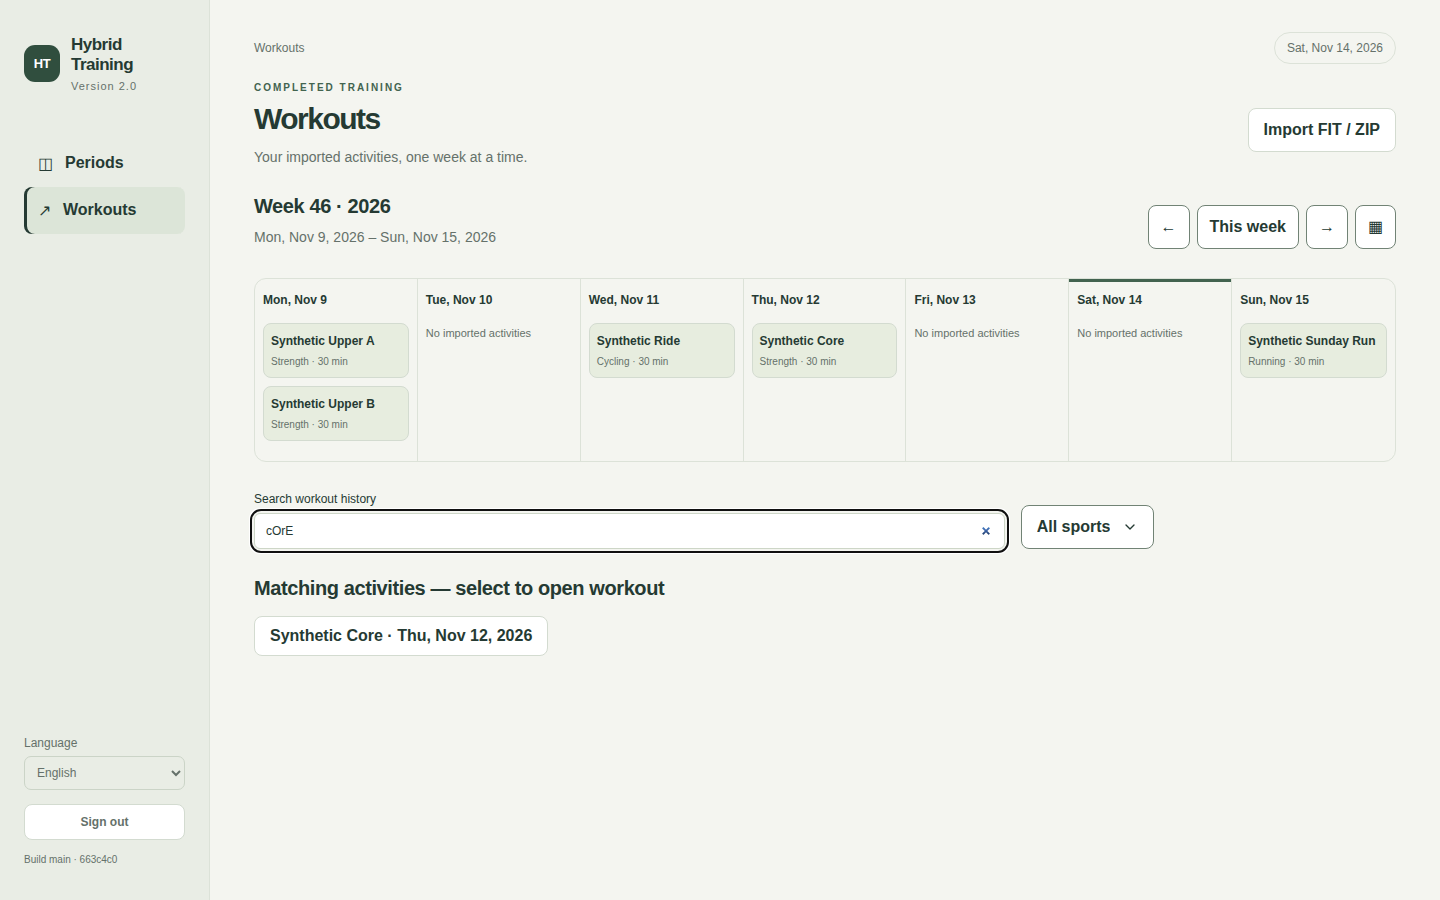 HT
Hybrid
Training
Version 2.0
Periods
Workouts
Language
English
Sign out
Build main · 663c4c0
Workouts
Sat, Nov 14, 2026
COMPLETED TRAINING
Workouts
Your imported activities, one week at a time.
Import FIT / ZIP
Week 46 · 2026
Mon, Nov 9, 2026 – Sun, Nov 15, 2026
← This week →
Mon, Nov 9
Synthetic Upper A
Strength · 30 min
Synthetic Upper B
Strength · 30 min
Tue, Nov 10
No imported activities
Wed, Nov 11
Synthetic Ride
Cycling · 30 min
Thu, Nov 12
Synthetic Core
Strength · 30 min
Fri, Nov 13
No imported activities
Sat, Nov 14
No imported activities
Sun, Nov 15
Synthetic Sunday Run
Running · 30 min
Search workout history
cOrE
All sports
Matching activities — select to open workout
Synthetic Core · Thu, Nov 12, 2026